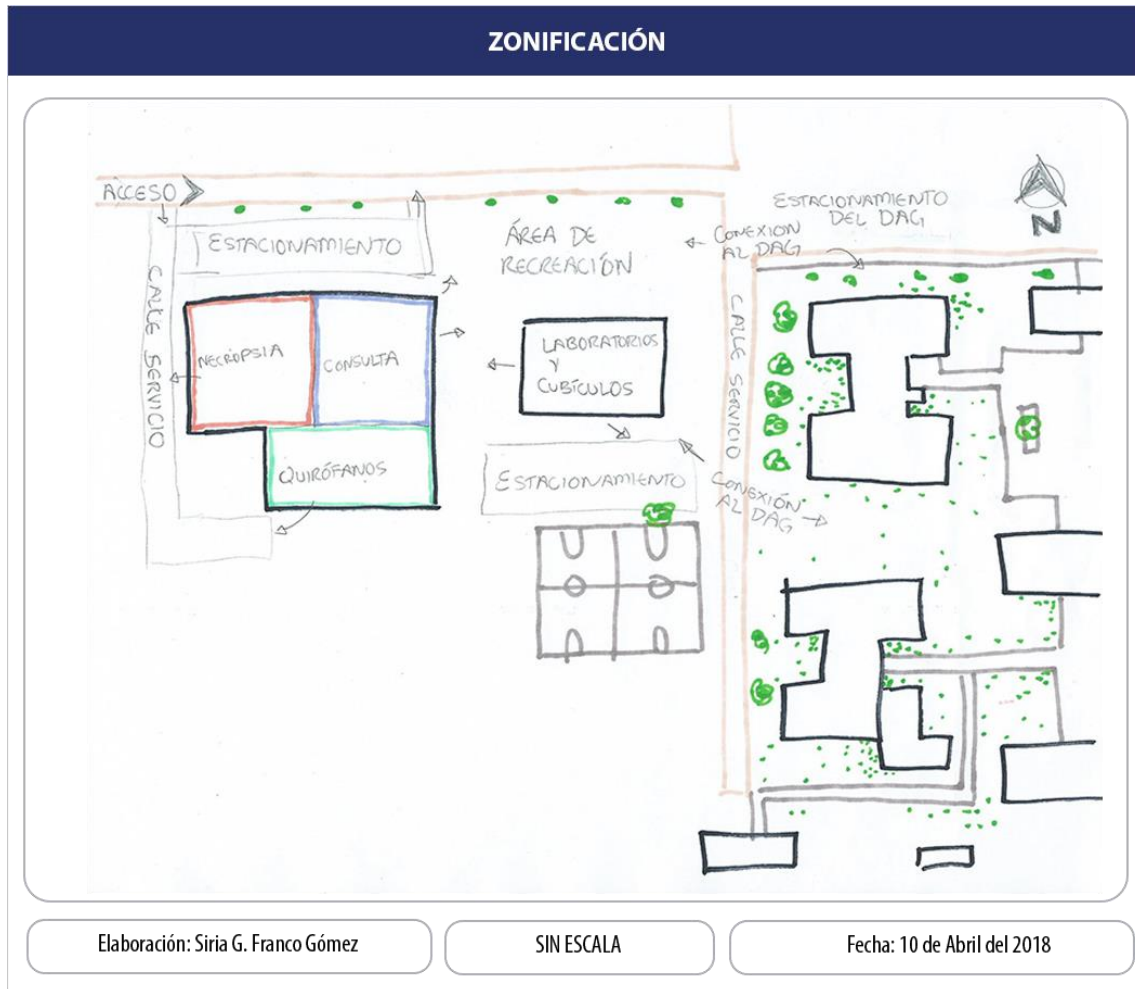 ZONIFICACIÓN
ACCESO
ESTACIONAMIENTO
DEL DAG
ESTACIONAMIENTO
ÁREA DE
RECREACIÓN
CONEXION
AL DAG
N
CALLE SERVICIO
NECROPSIA
CONSULTA
LABORATORIOS
Y
CUBÍCULOS
CALLE SERVICIO
QUIRÓFANOS
ESTACIONAMIENTO
CONEXIÓN
AL DAG
Elaboración: Siria G. Franco Gómez
SIN ESCALA
Fecha: 10 de Abril del 2018